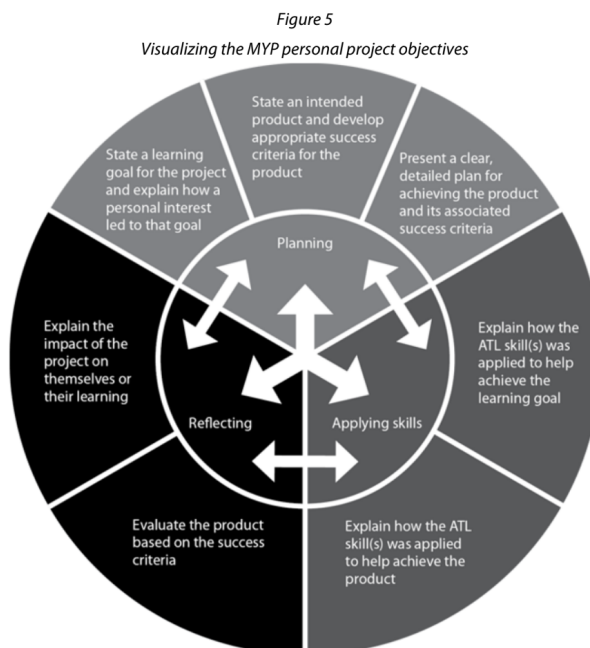 Figure 5
Visualizing the MYP personal project objectives
State a learning
goal for the project
and explain how a
personal interest
led to that goal
State an intended
product and develop
appropriate success
criteria for the
product
Present a clear,
detailed plan for
achieving the product
and its associated
success criteria
Planning
Explain the
impact of the
project on
themselves or
their learning
Explain how the
ATL skill(s) was
applied to help
achieve the
learning goal
Reflecting
Applying skills
Evaluate the product
based on the success
criteria
Explain how the ATL
skill(s) was applied
to help achieve the
product